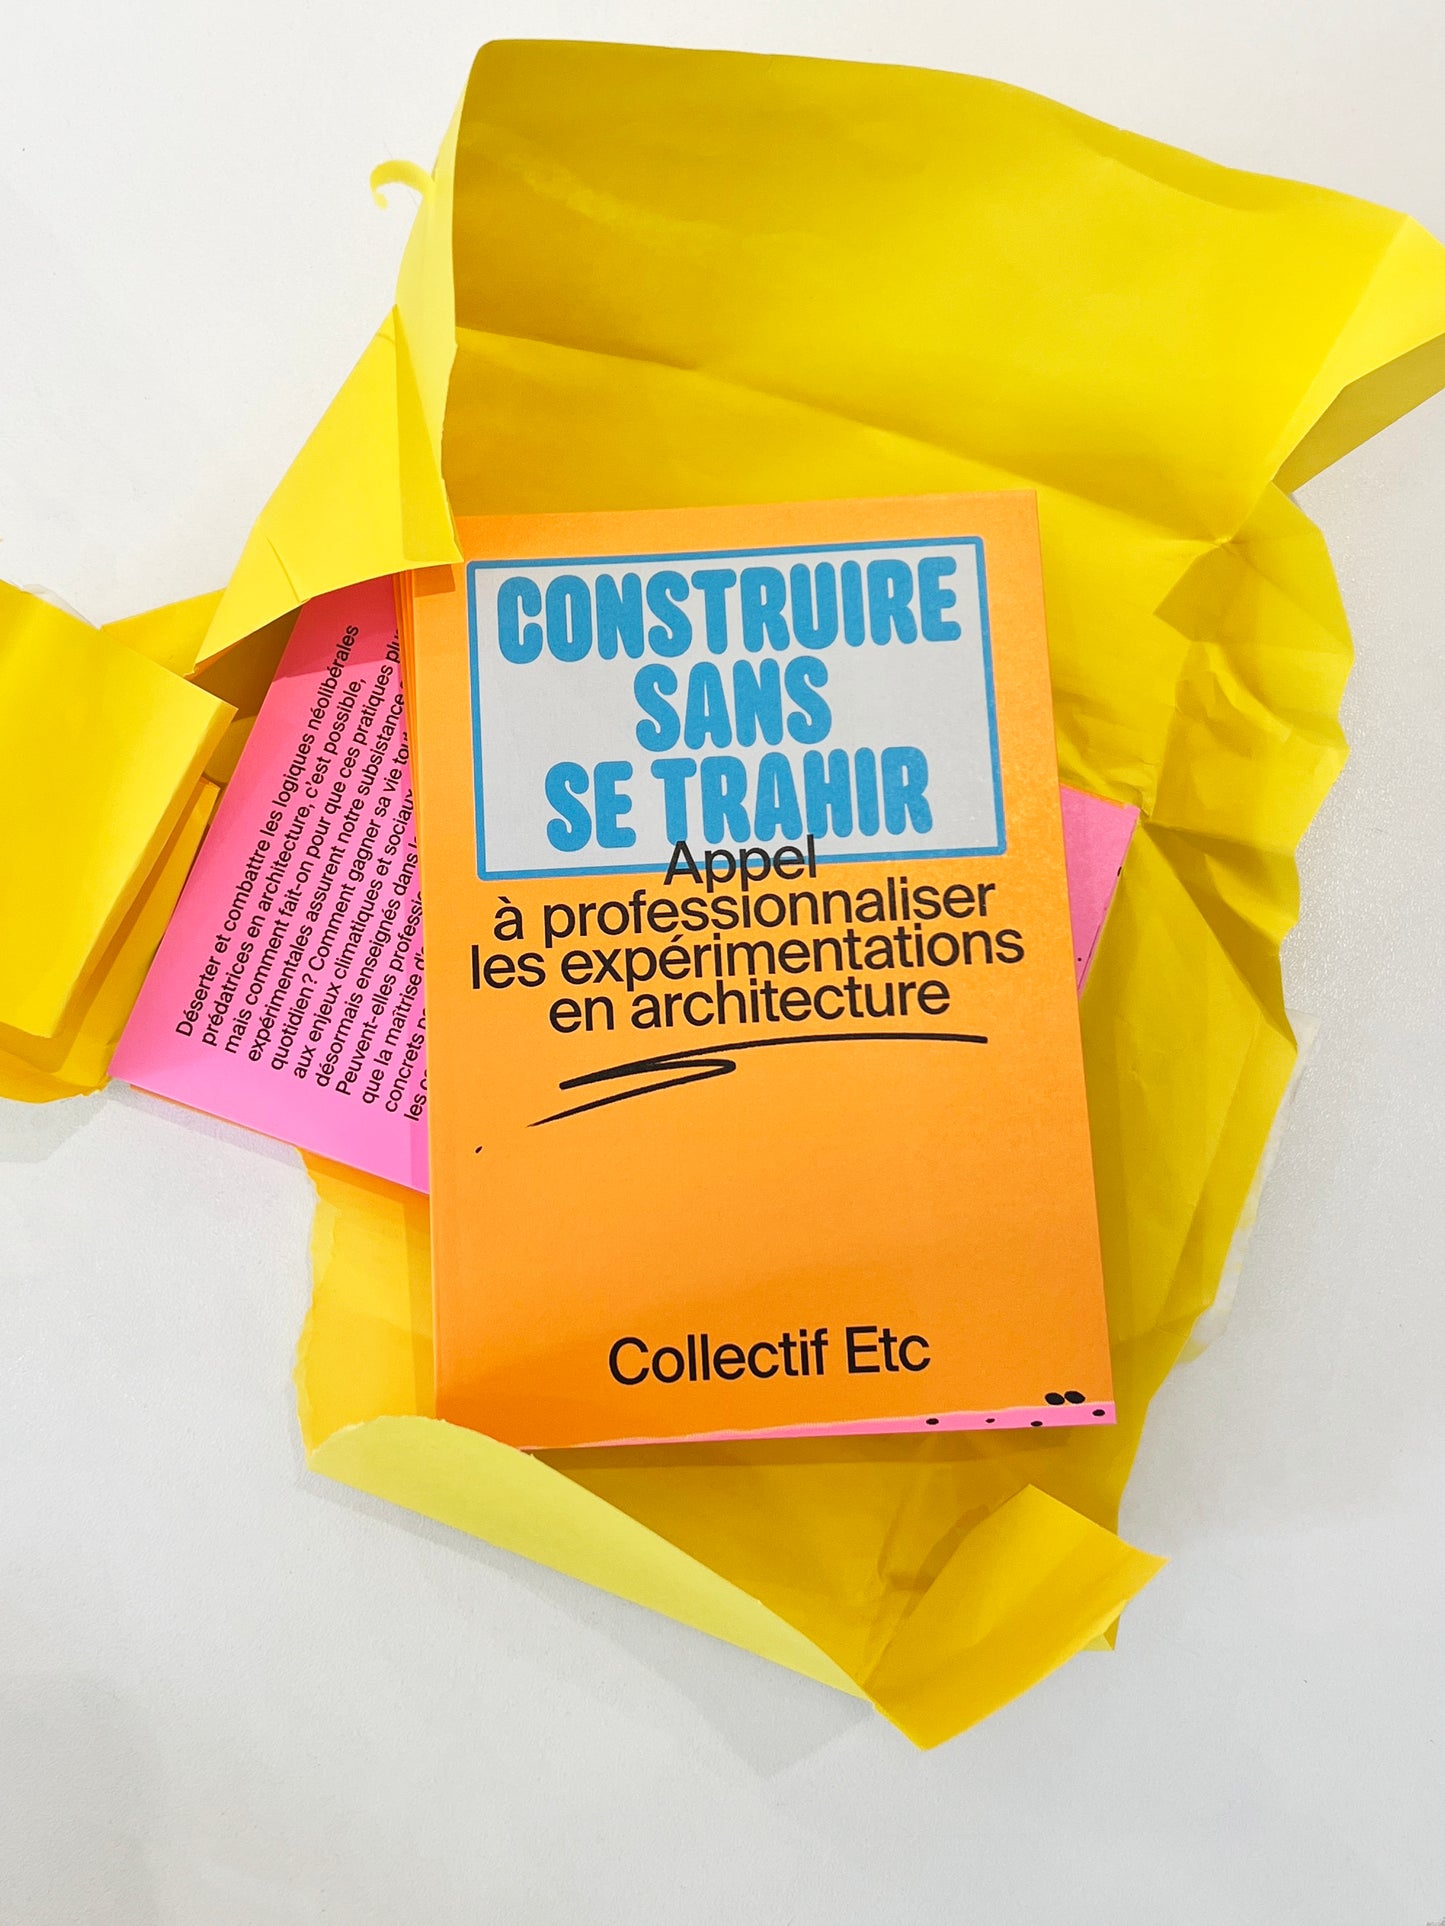 CONSTRUIRE
SANS
SE TRAHIR
Appel
à professionnaliser
les expérimentations
en architecture
Collectif Etc
Déserter et combattre les logiques néolibérales
prédatrices en architecture, c'est possible,
mais comment fait-on pour que ces pratiques
expérimentales assurent notre subsistance
quotidien? Comment gagner sa vie
aux enjeux climatiques et sociaux
désormais enseignés dans
Peuvent-elles
que la maîtrise
concrets
les